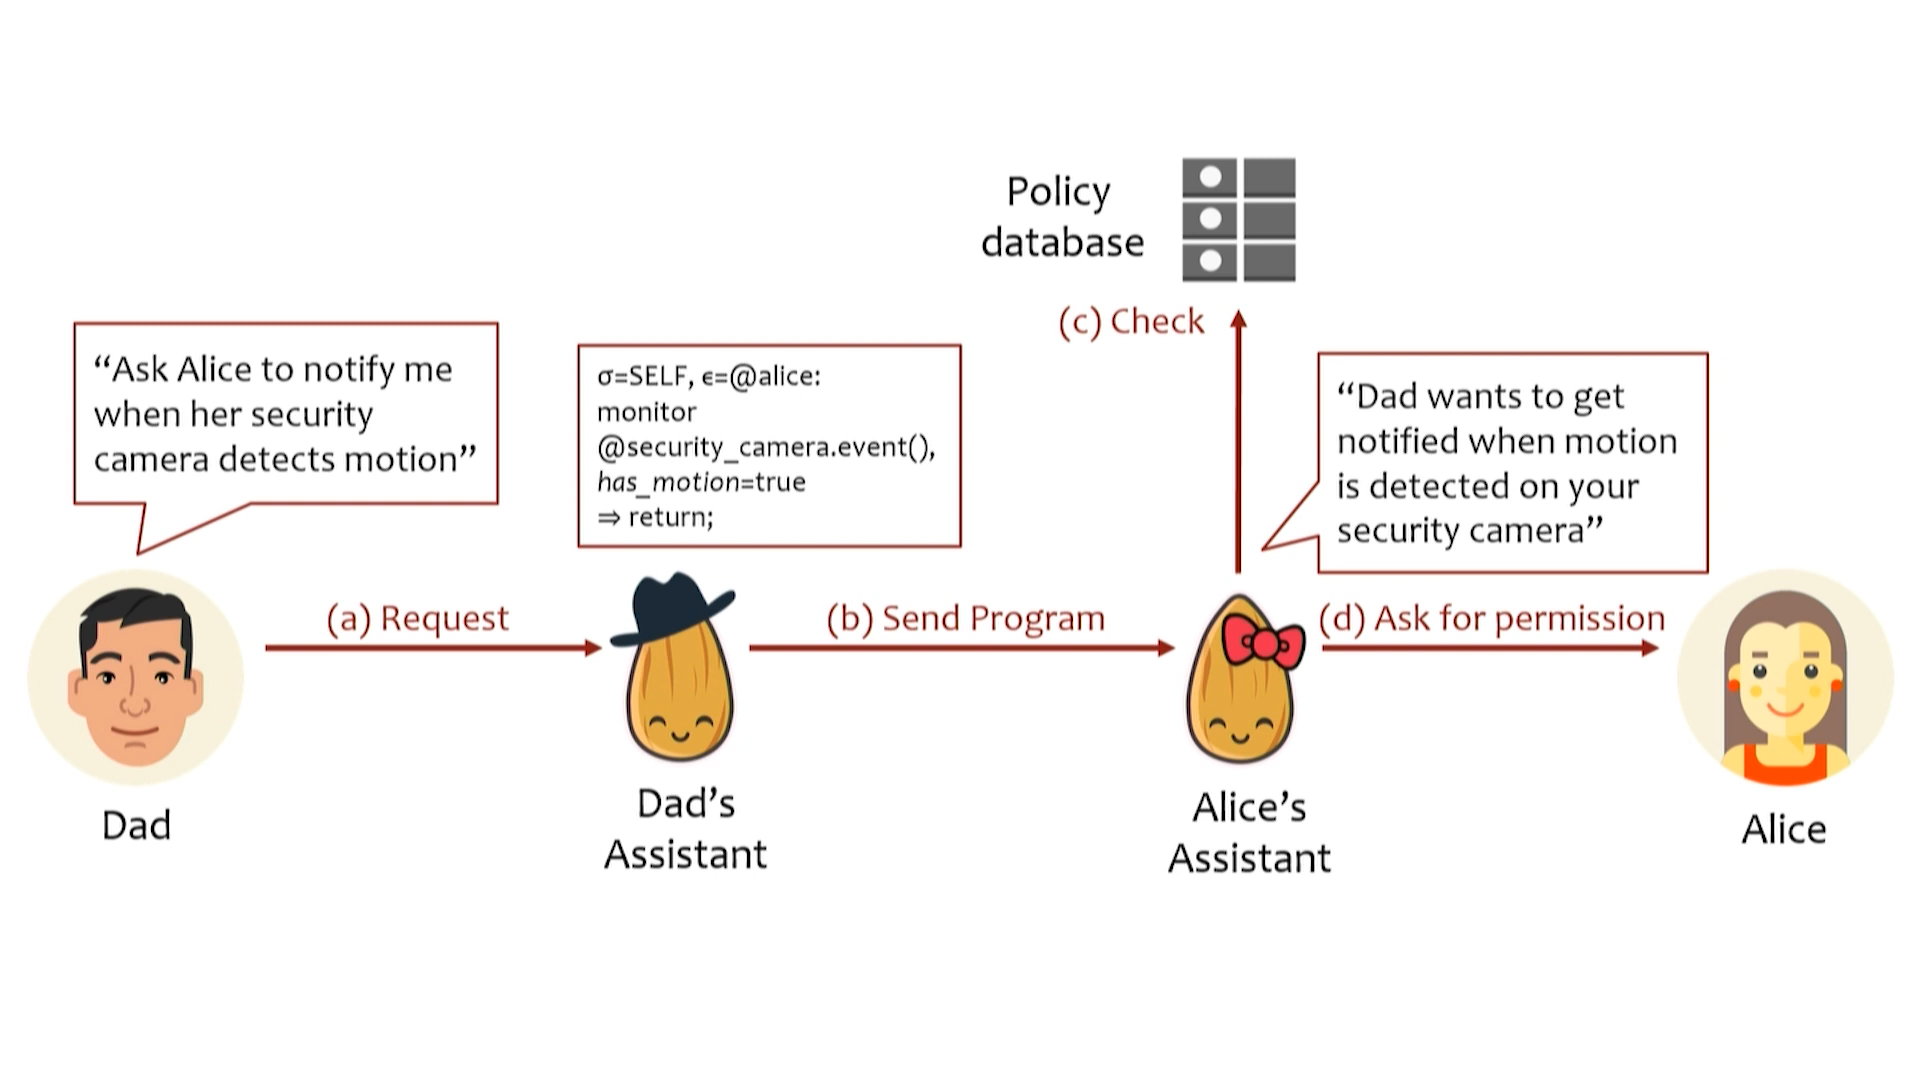 Policy
database
(c) Check
“Ask Alice to notify me
when her security
camera detects motion”
σ=SELF, ϵ=@alice:
monitor
@security_camera.event(),
has_motion=true
⇒ return;
“Dad wants to get
notified when motion
is detected on your
security camera”
(a) Request
(b) Send Program
(d) Ask for permission
Dad
Dad’s
Assistant
Alice’s
Assistant
Alice